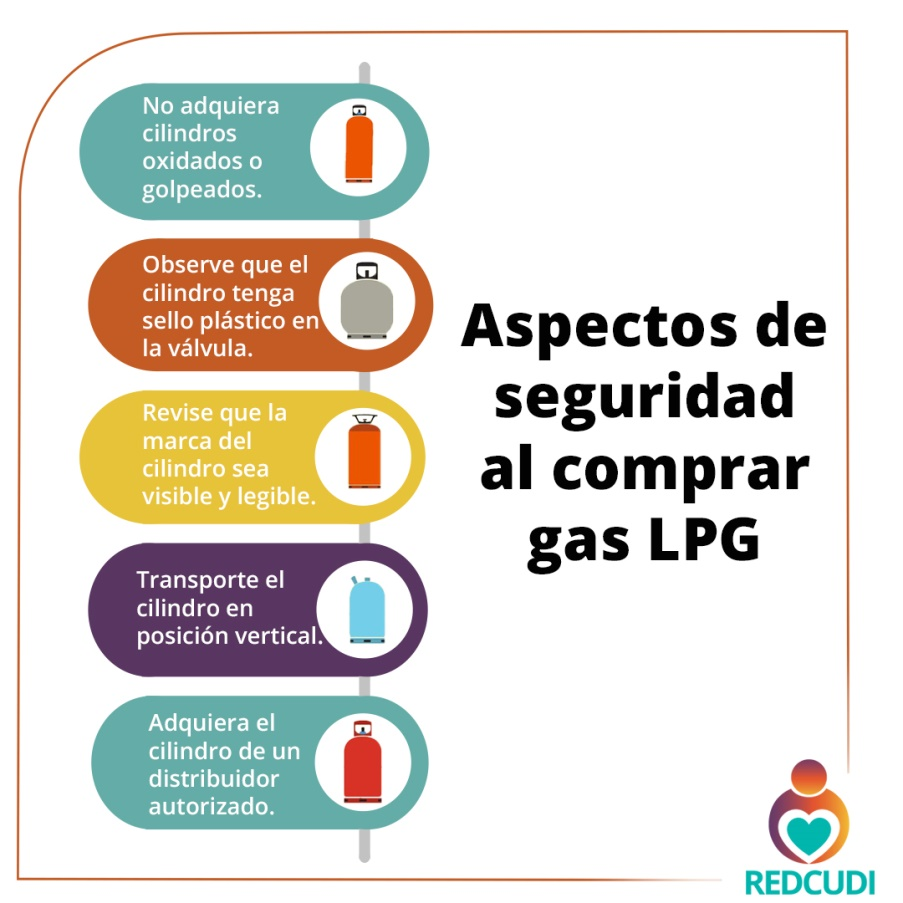 No adquiera
cilindros
oxidados o
golpeados.
Observe que el
cilindro tenga
sello plástico en
la válvula.
Revise que la
marca del
cilindro sea
visible y legible.
Transporte el
cilindro en
posición vertical.
Adquiera el
cilindro de un
distribuidor
autorizado.
Aspectos de
seguridad
al comprar
gas LPG
REDCUDI